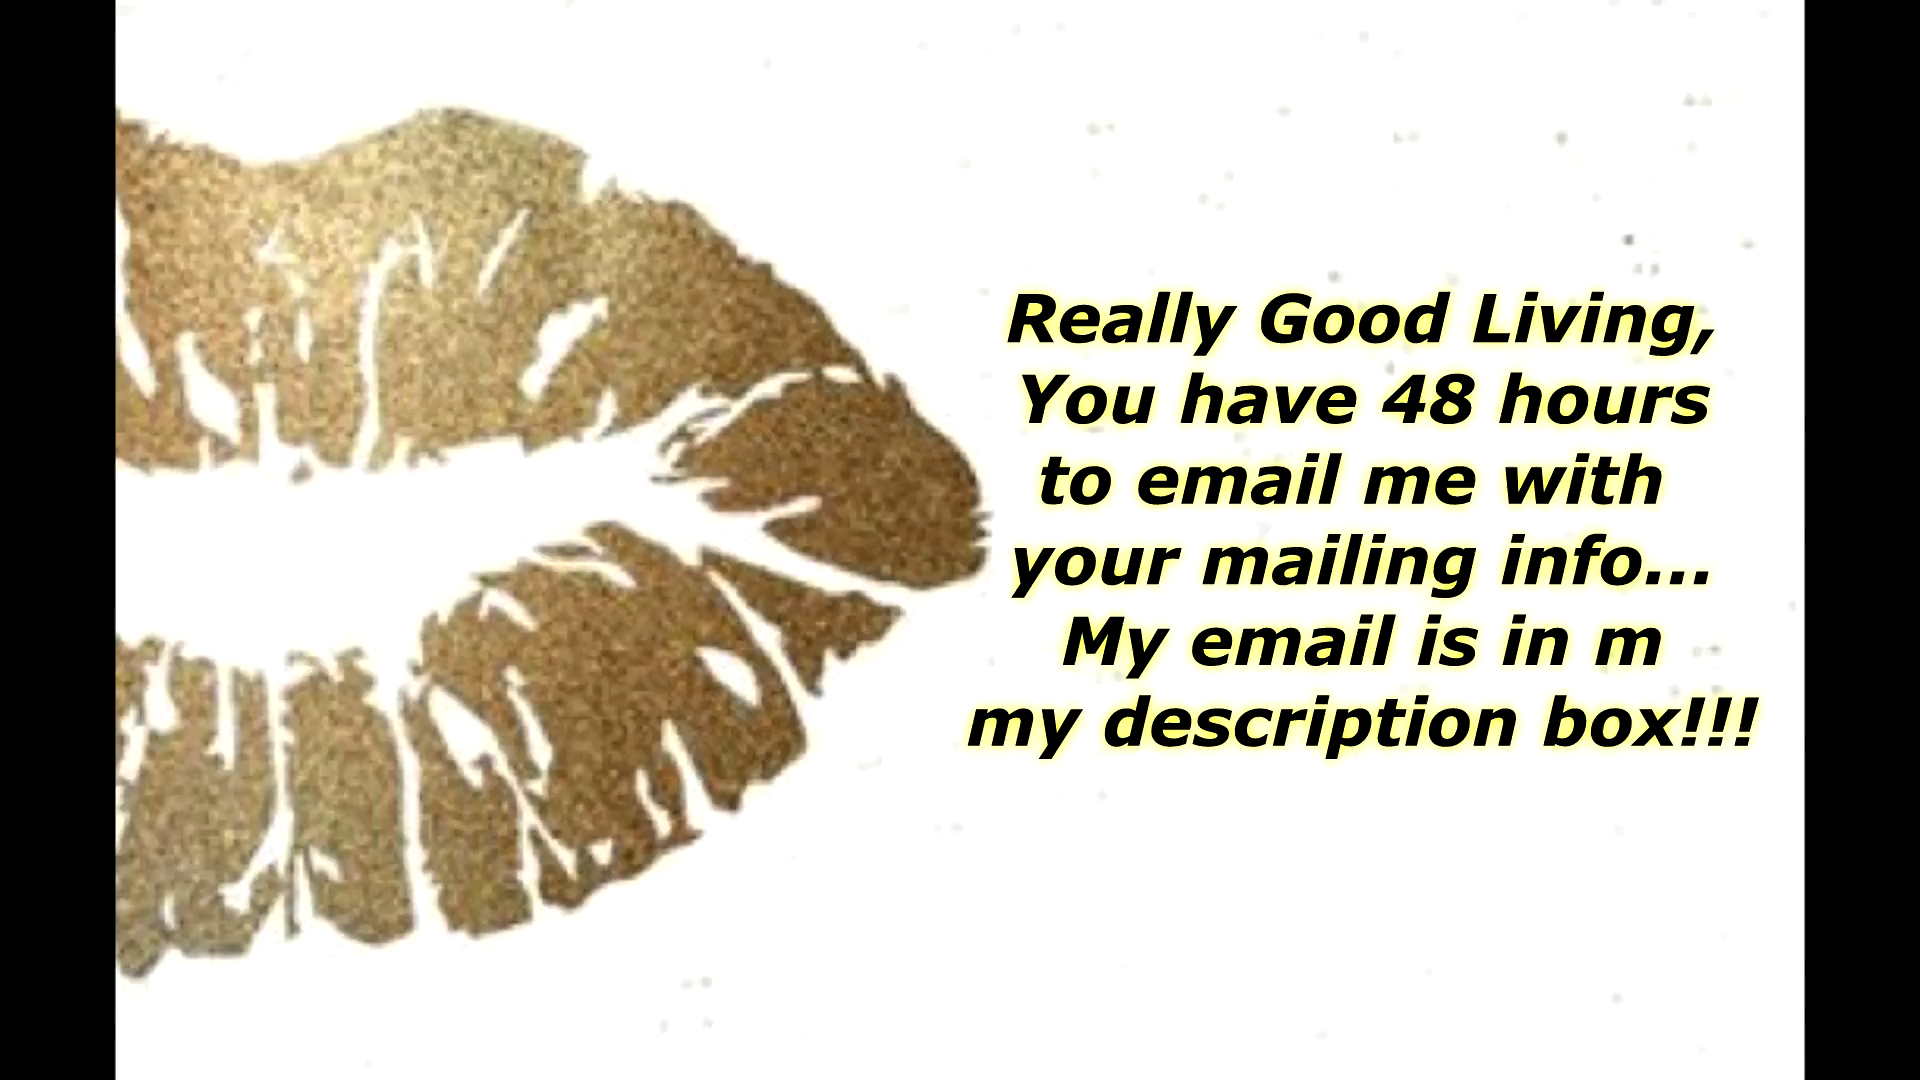 Really Good Living,
You have 48 hours
to email me with
your mailing info...
My email is in m
my description box!!!